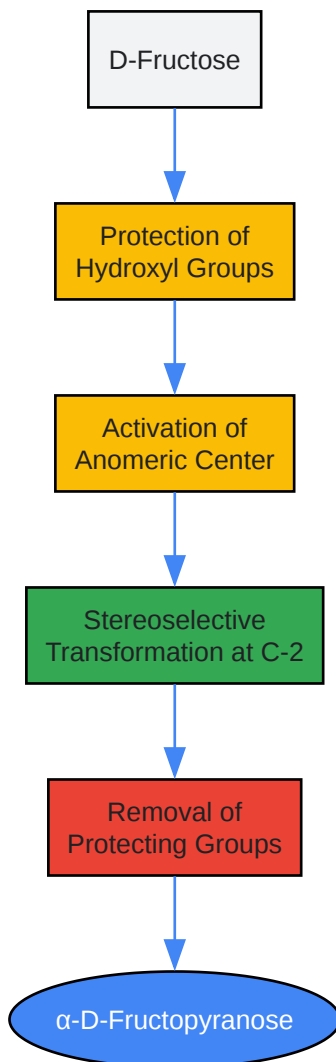 D-Fructose
Protection of
Hydroxyl Groups
Activation of
Anomeric Center
Stereoselective
Transformation at C-2
Removal of
Protecting Groups
α-D-Fructopyranose